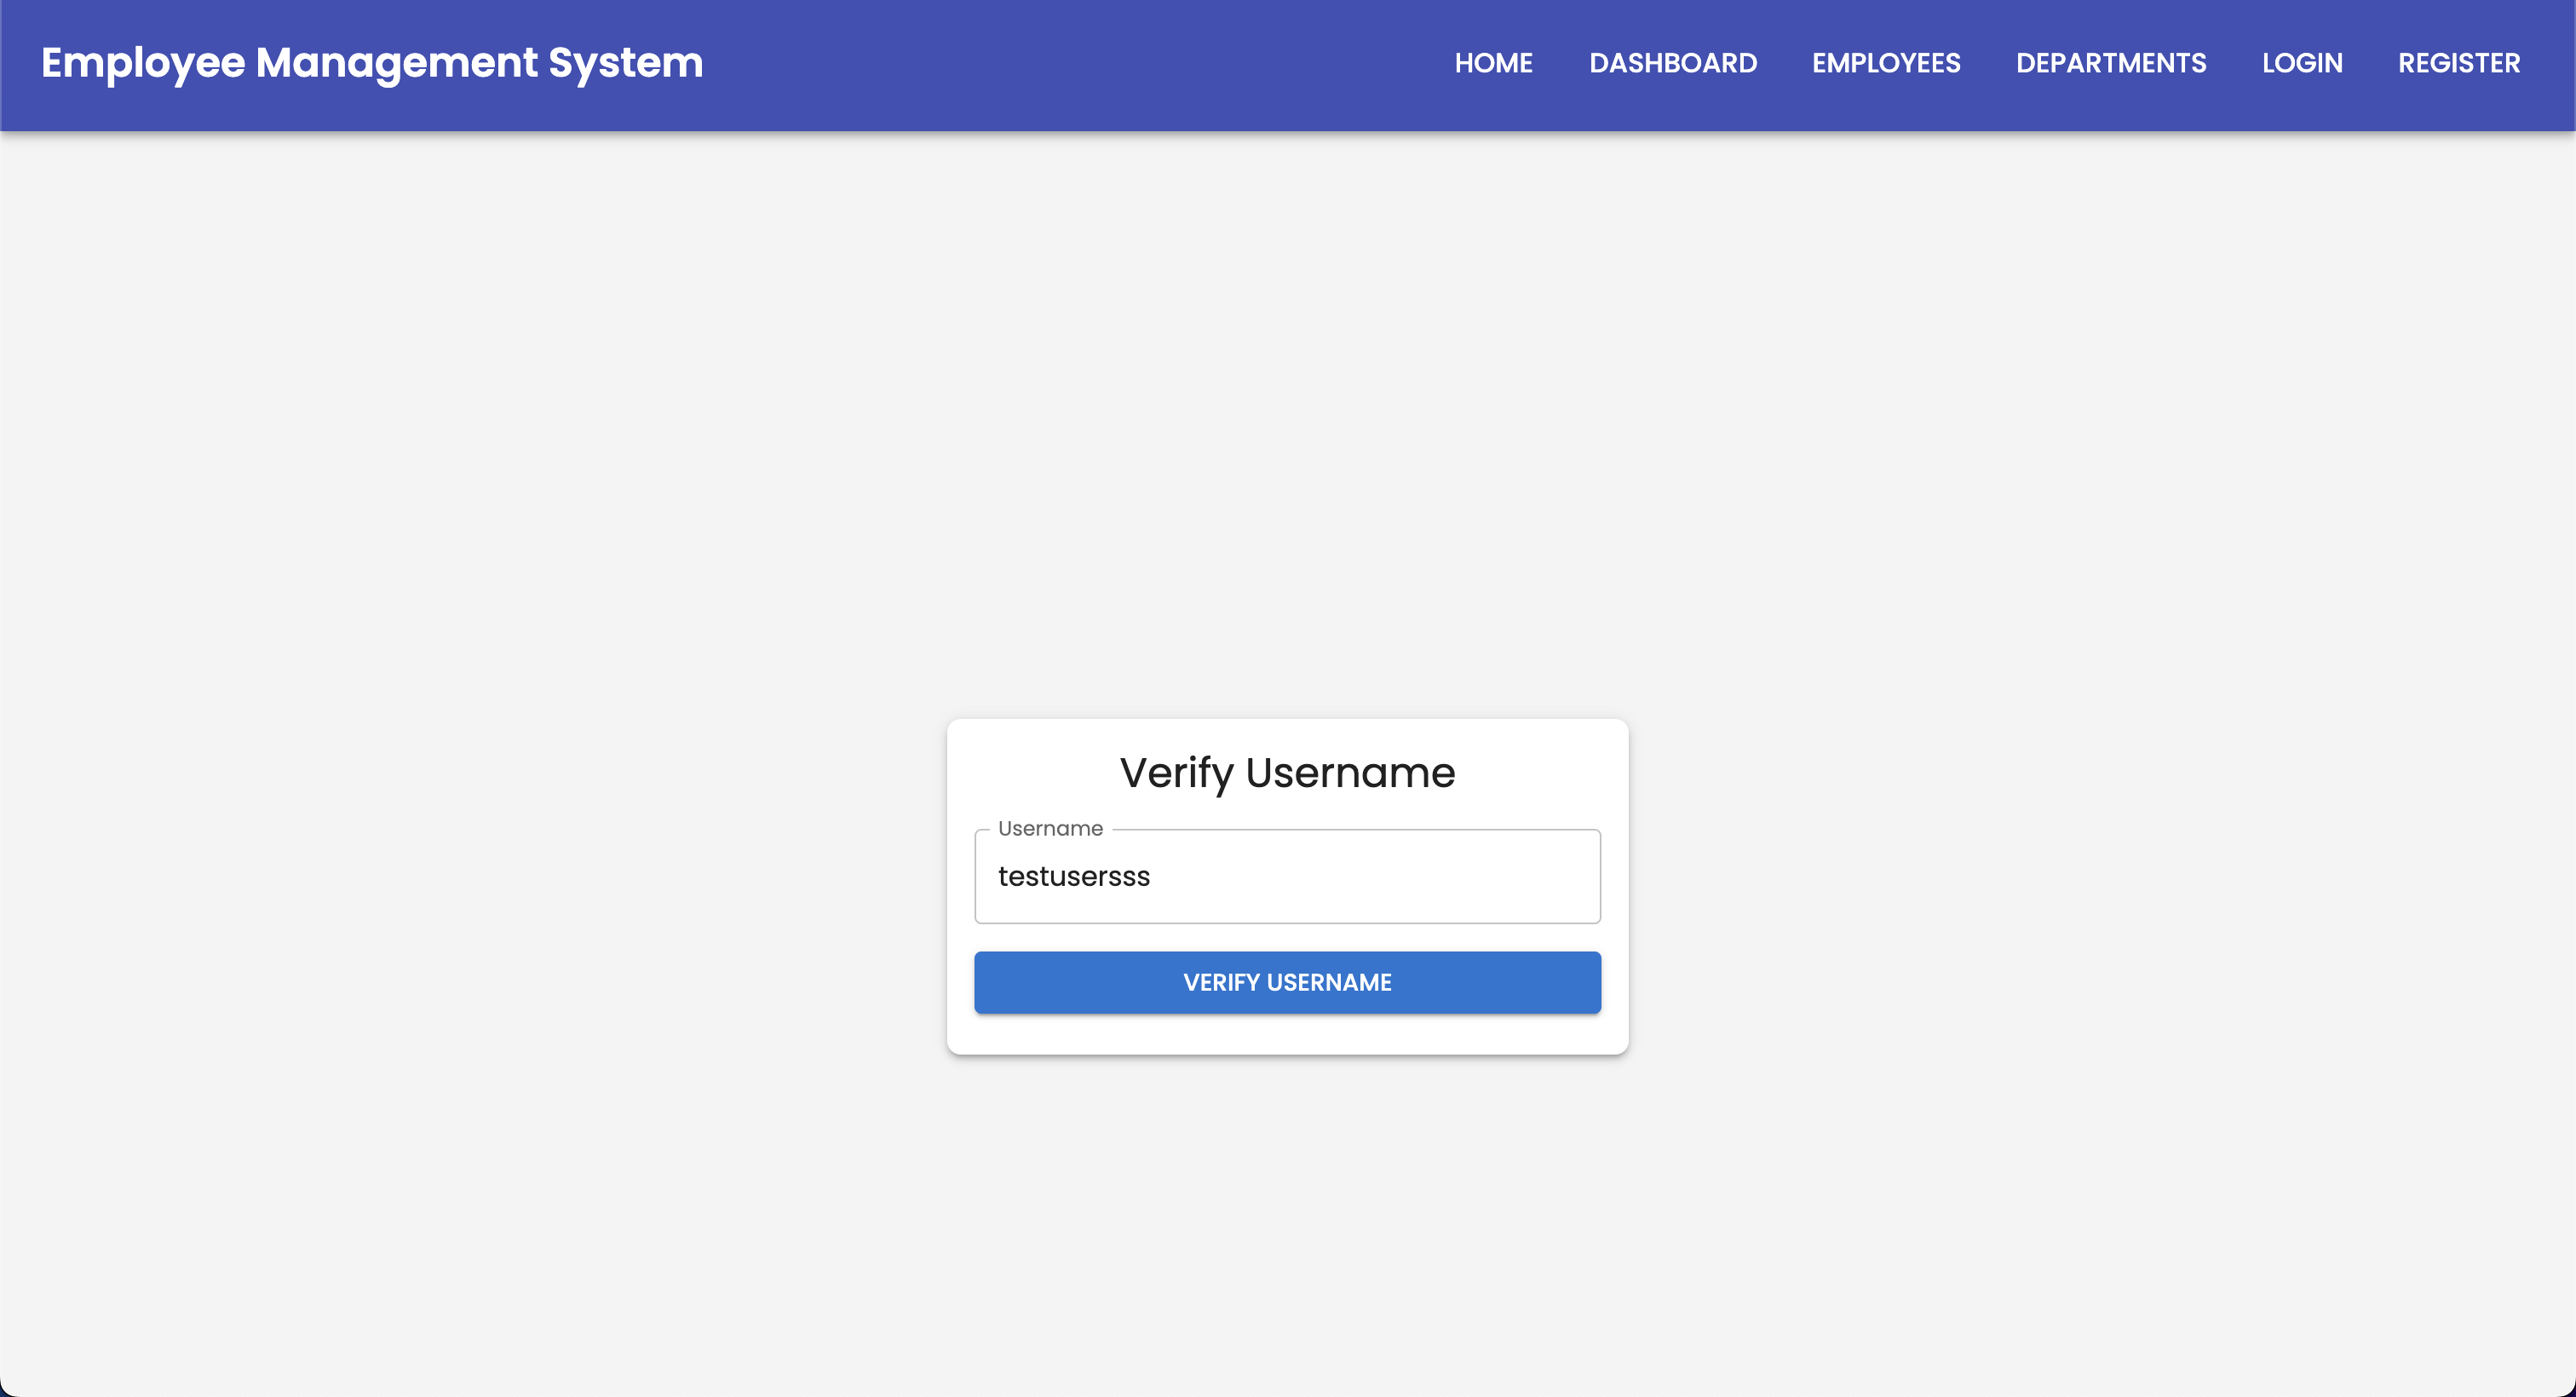 Employee Management System
HOME DASHBOARD EMPLOYEES DEPARTMENTS LOGIN REGISTER
Verify Username
Username
testusersss
VERIFY USERNAME